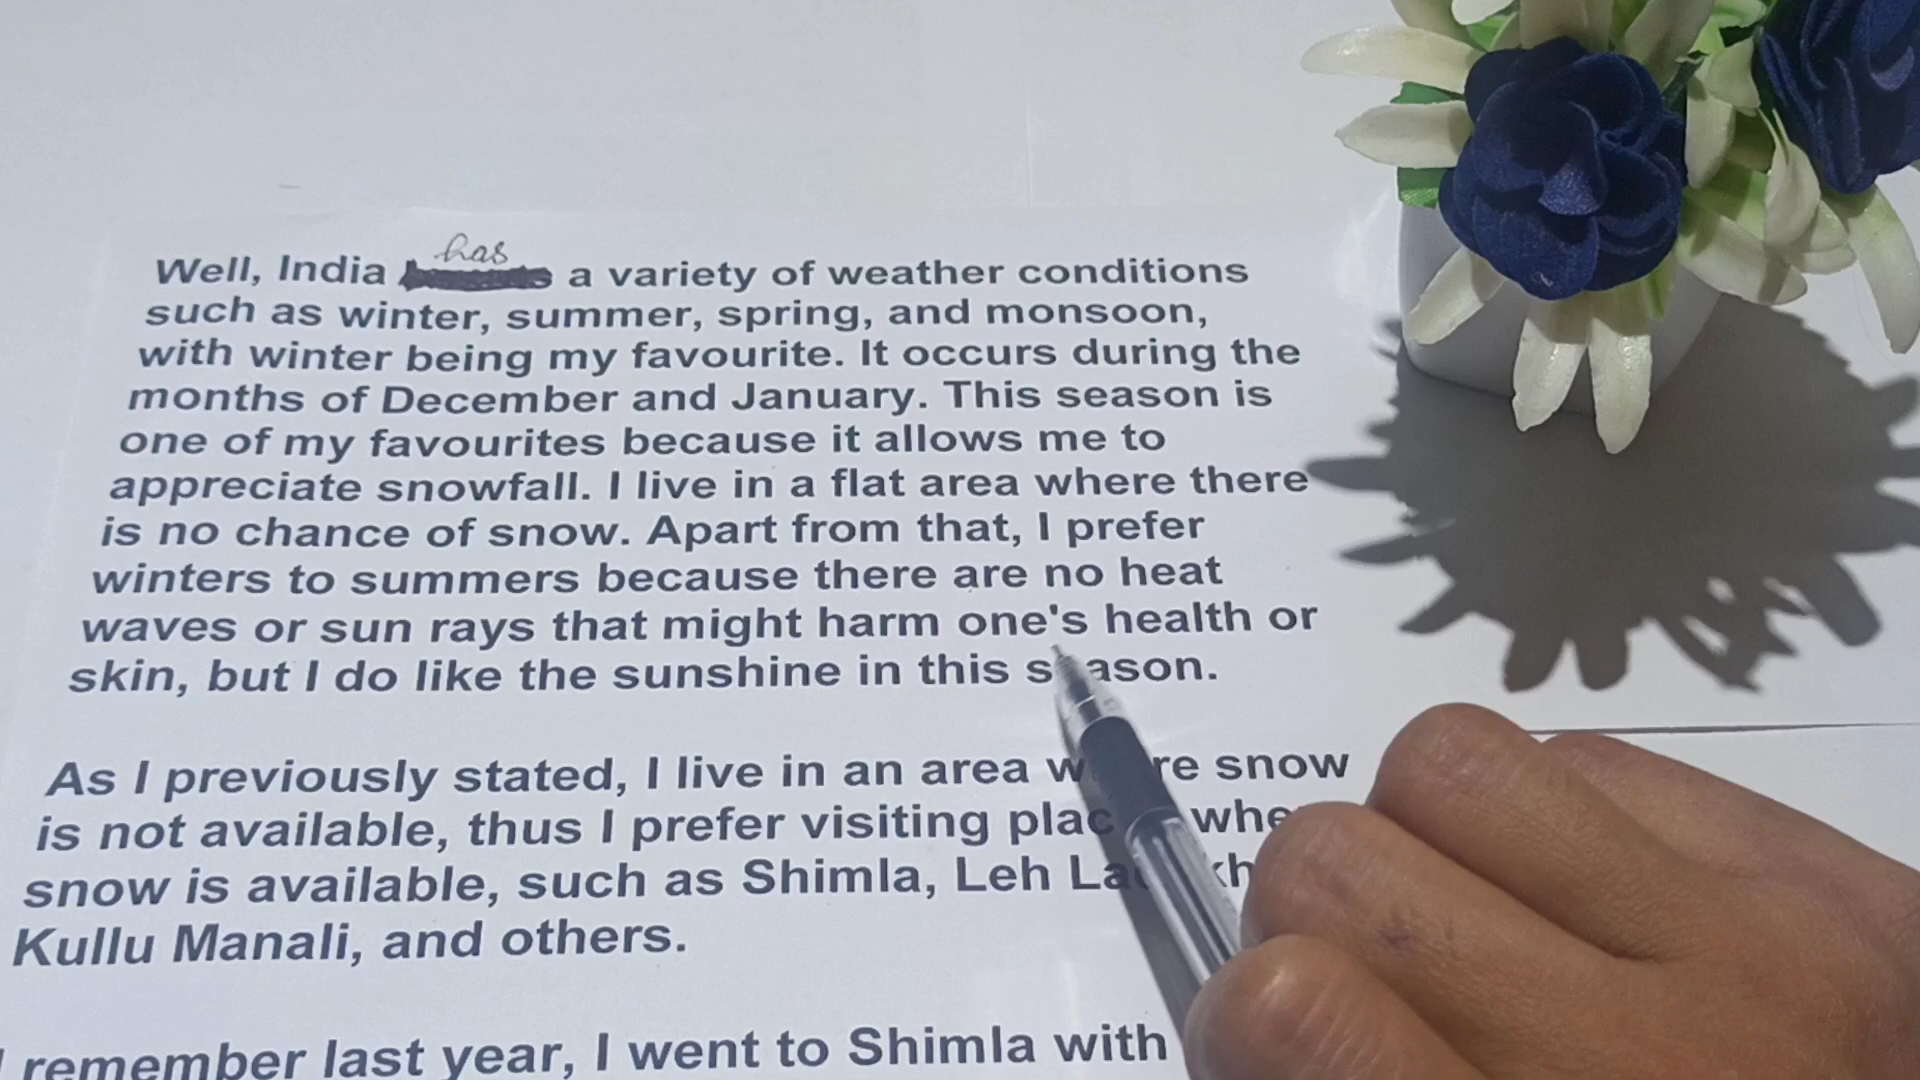 Well, India has a variety of weather conditions
such as winter, summer, spring, and monsoon,
with winter being my favourite. It occurs during the
months of December and January. This season is
one of my favourites because it allows me to
appreciate snowfall. I live in a flat area where there
is no chance of snow. Apart from that, I prefer
winters to summers because there are no heat
waves or sun rays that might harm one's health or
skin, but I do like the sunshine in this season.
As I previously stated, I live in an area where snow
is not available, thus I prefer visiting places
snow is available, such as Shimla, Leh
Kullu Manali, and others.
I remember last year, I went to Shimla with